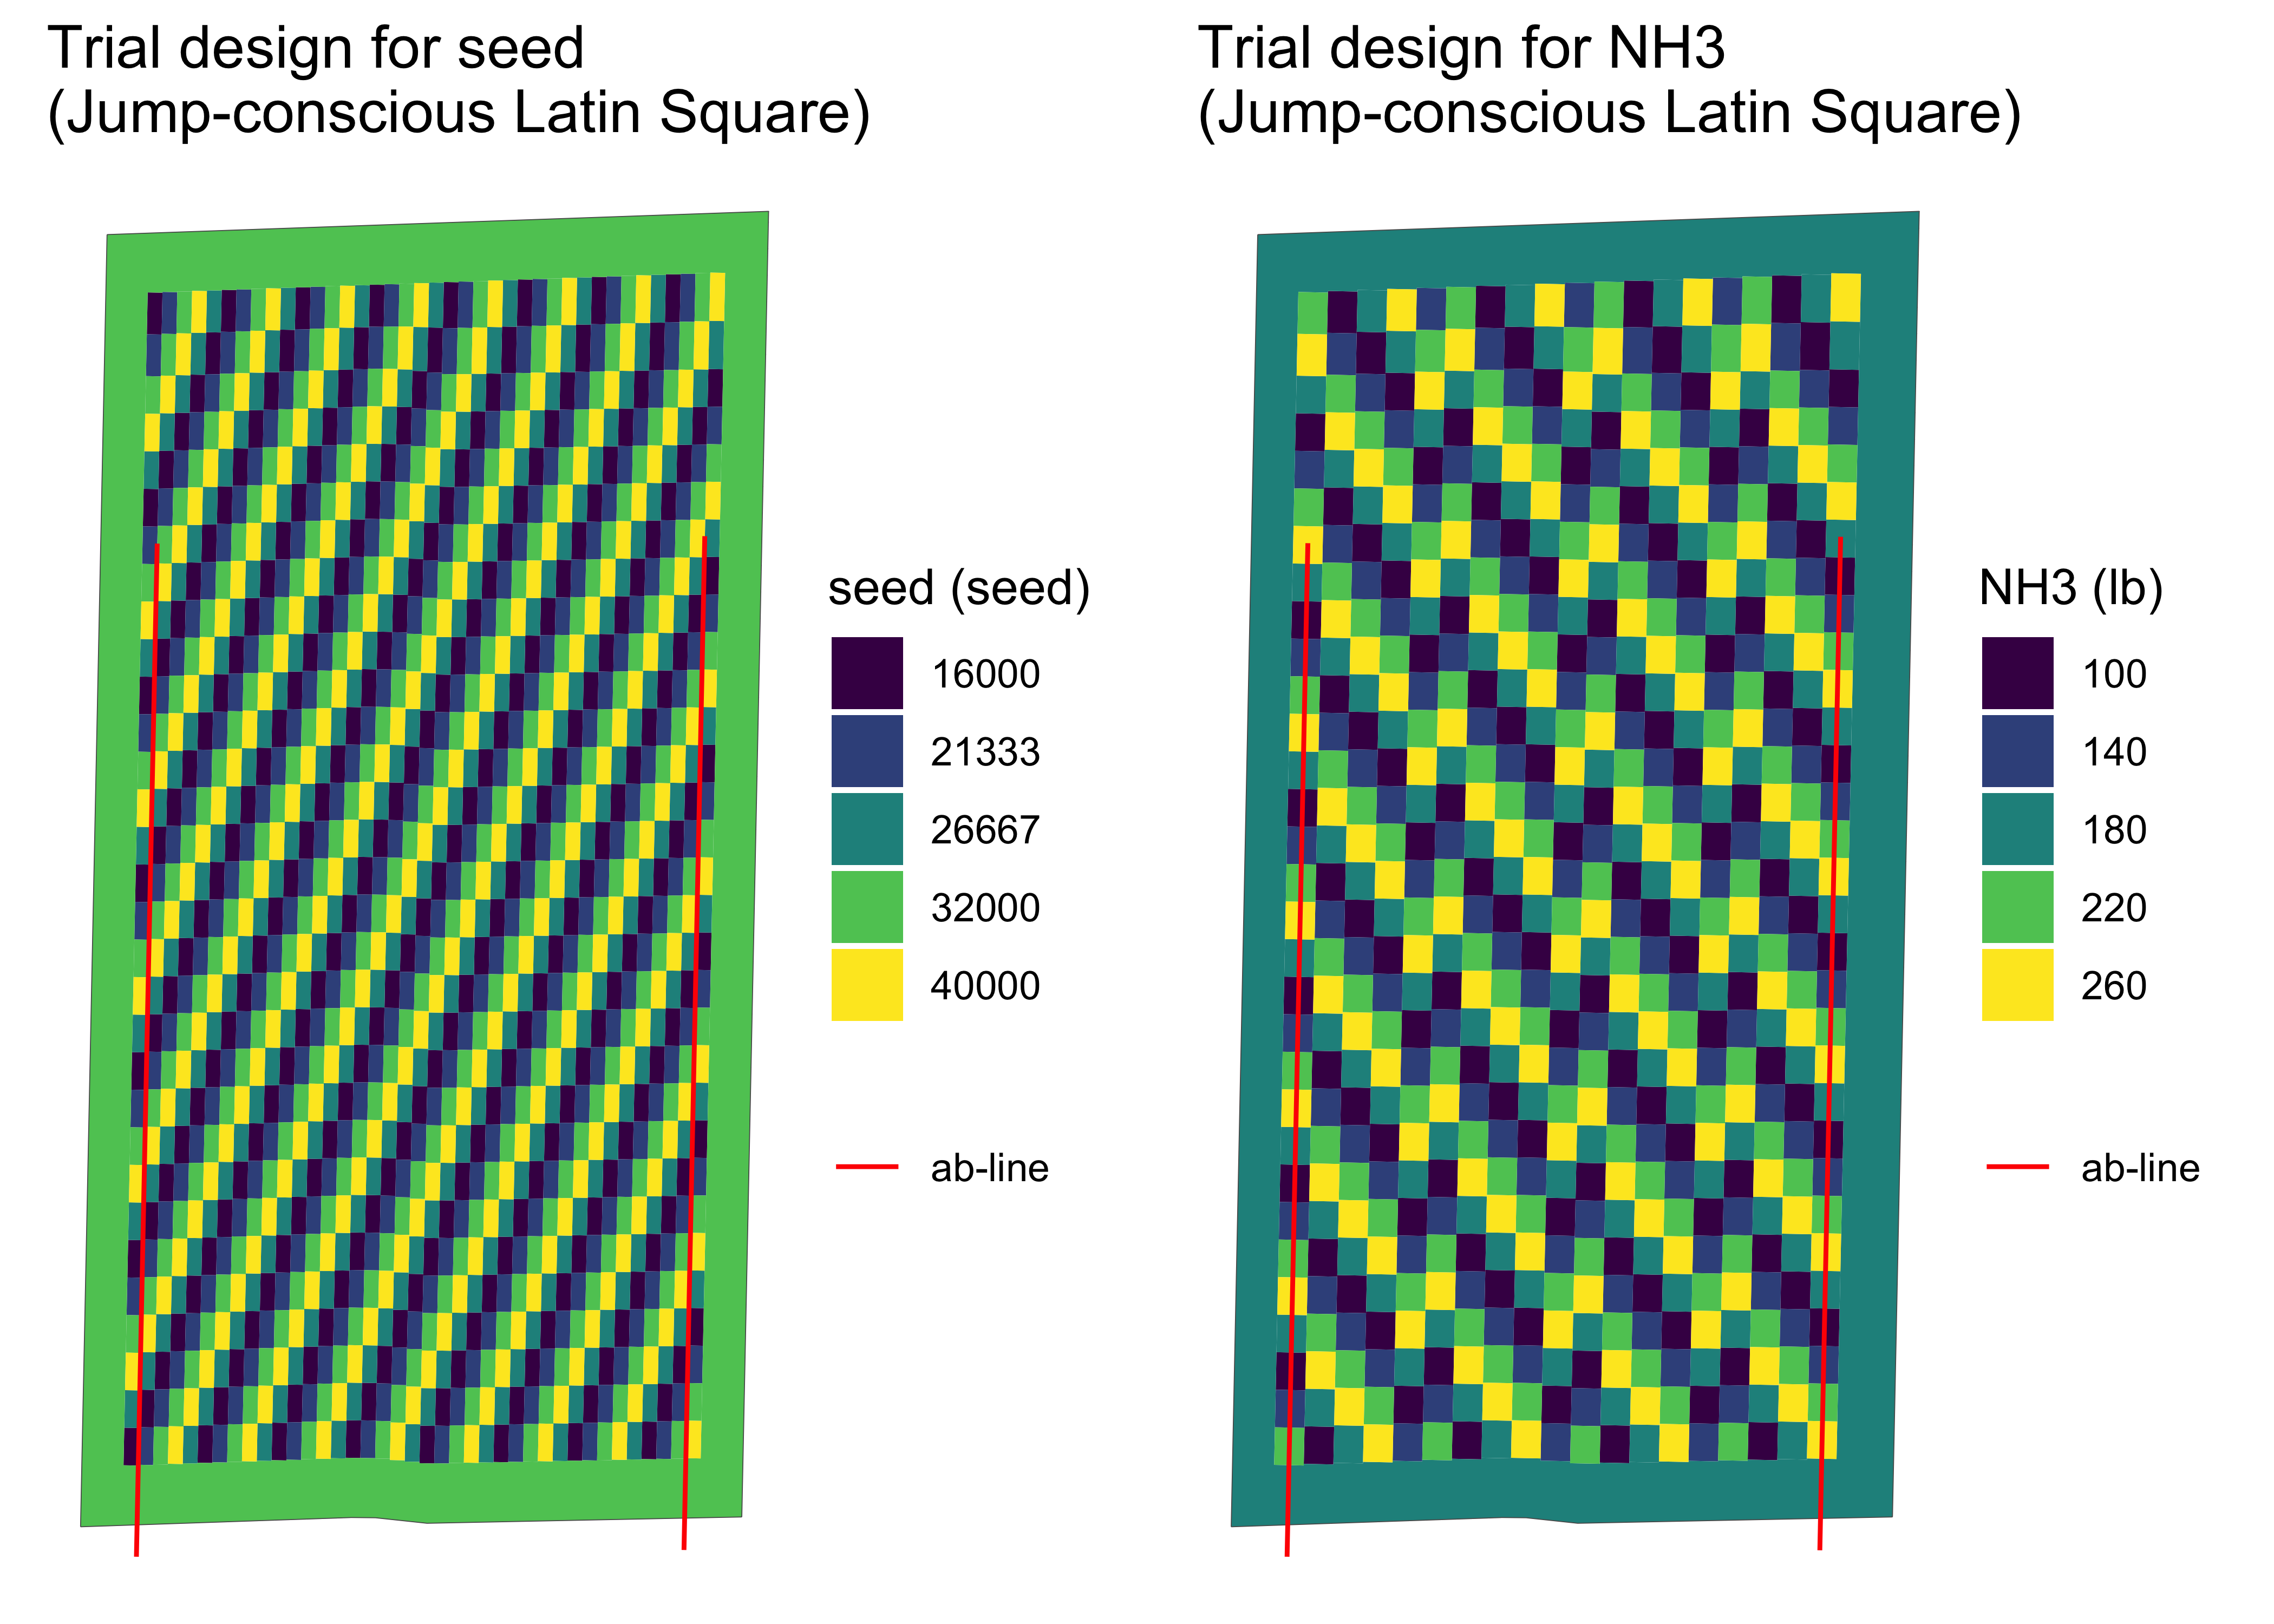 Trial design for seed
(Jump-conscious Latin Square)
seed (seed)
16000
21333
26667
32000
40000
ab-line
Trial design for NH3
(Jump-conscious Latin Square)
NH3 (lb)
100
140
180
220
260
ab-line